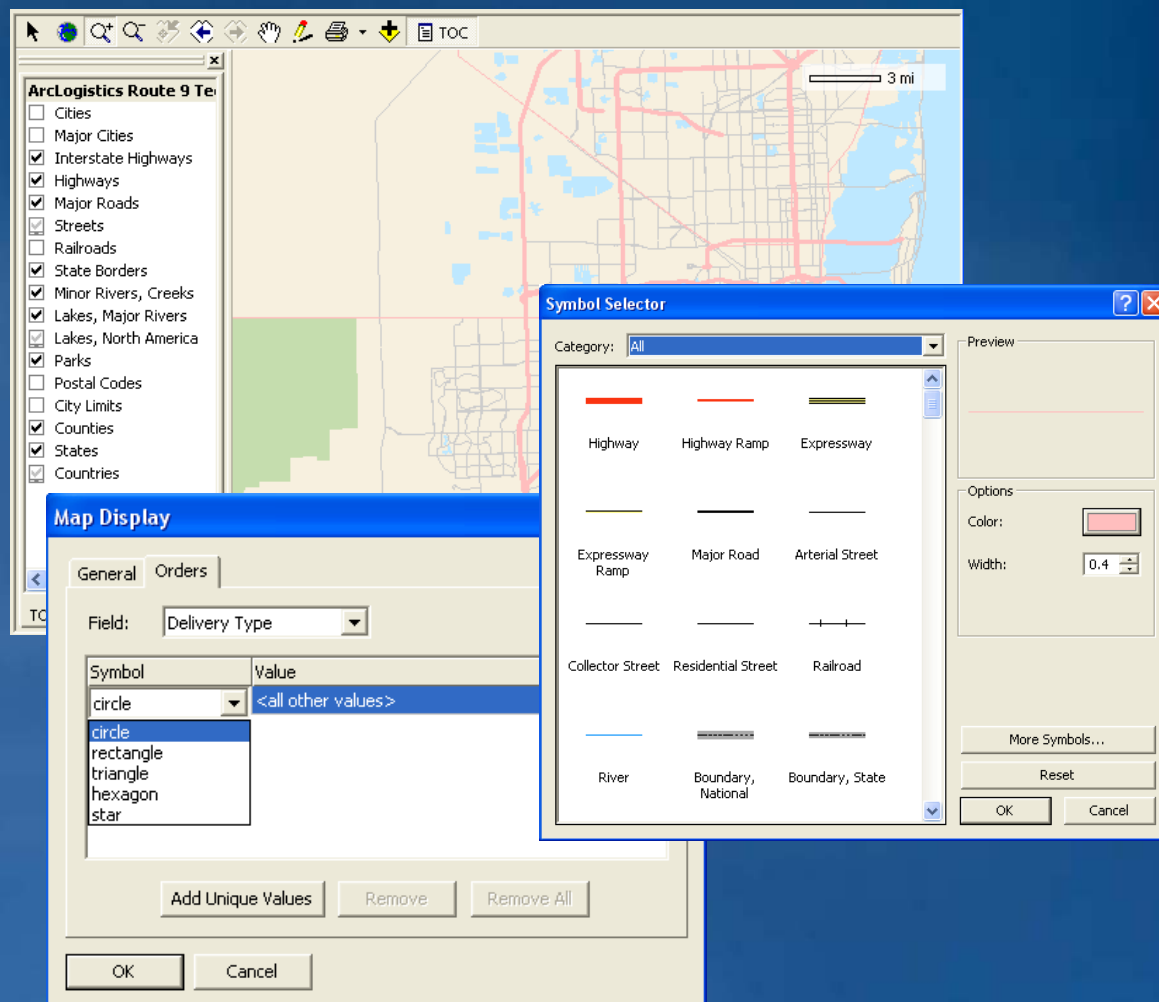 TOC
3 mi
ArcLogistics Route 9 Te
Cities
Major Cities
Interstate Highways
Highways
Major Roads
Streets
Railroads
State Borders
Minor Rivers, Creeks
Lakes, Major Rivers
Lakes, North America
Parks
Postal Codes
City Limits
Counties
States
Countries
TO
Symbol Selector
Category: All
Highway Highway Ramp Expressway
Expressway Major Road Arterial Street
Ramp
Collector Street Residential Street Railroad
River Boundary, Boundary, State
National
Preview
Options
Color:
Width: 0.4
More Symbols...
Reset
OK Cancel
Map Display
General Orders
Field: Delivery Type
Symbol Value
circle <all other values>
circle
rectangle
triangle
hexagon
star
Add Unique Values Remove Remove All
OK Cancel